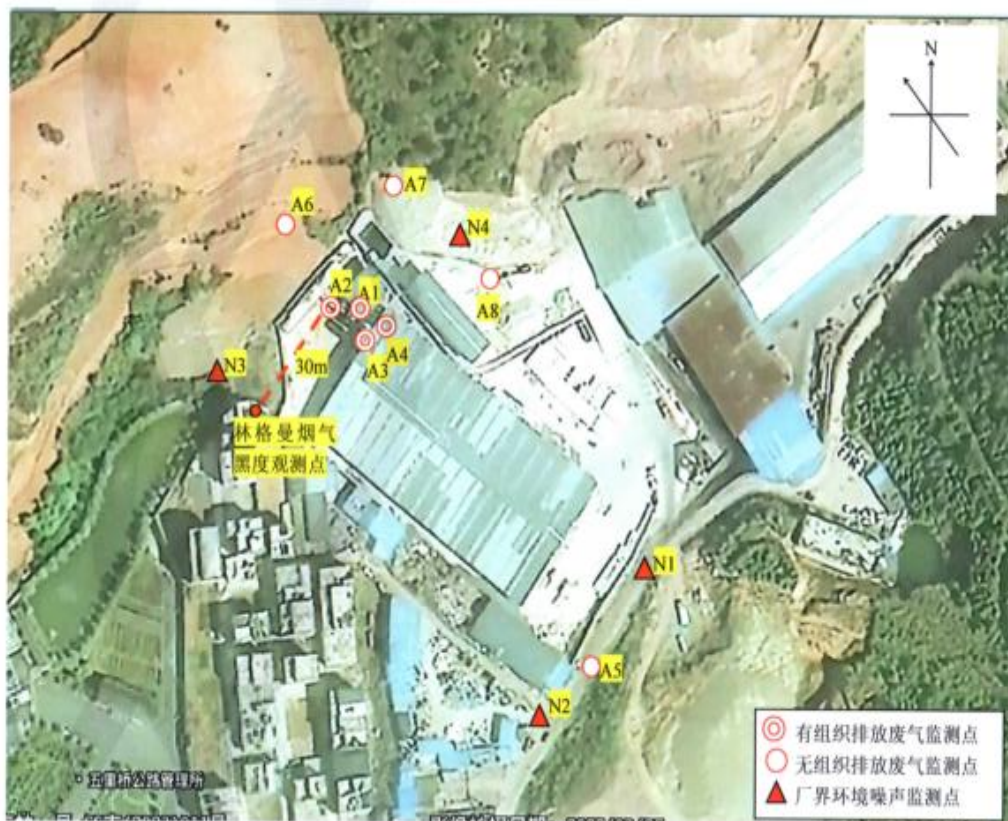 N
A7
A6
N4
A2
A1
A8
A4
A3
30m
N3
林格曼烟气
黑度观测点
N1
A5
N2
有组织排放废气监测点
无组织排放废气监测点
厂界环境噪声监测点
五重桥公路管理所